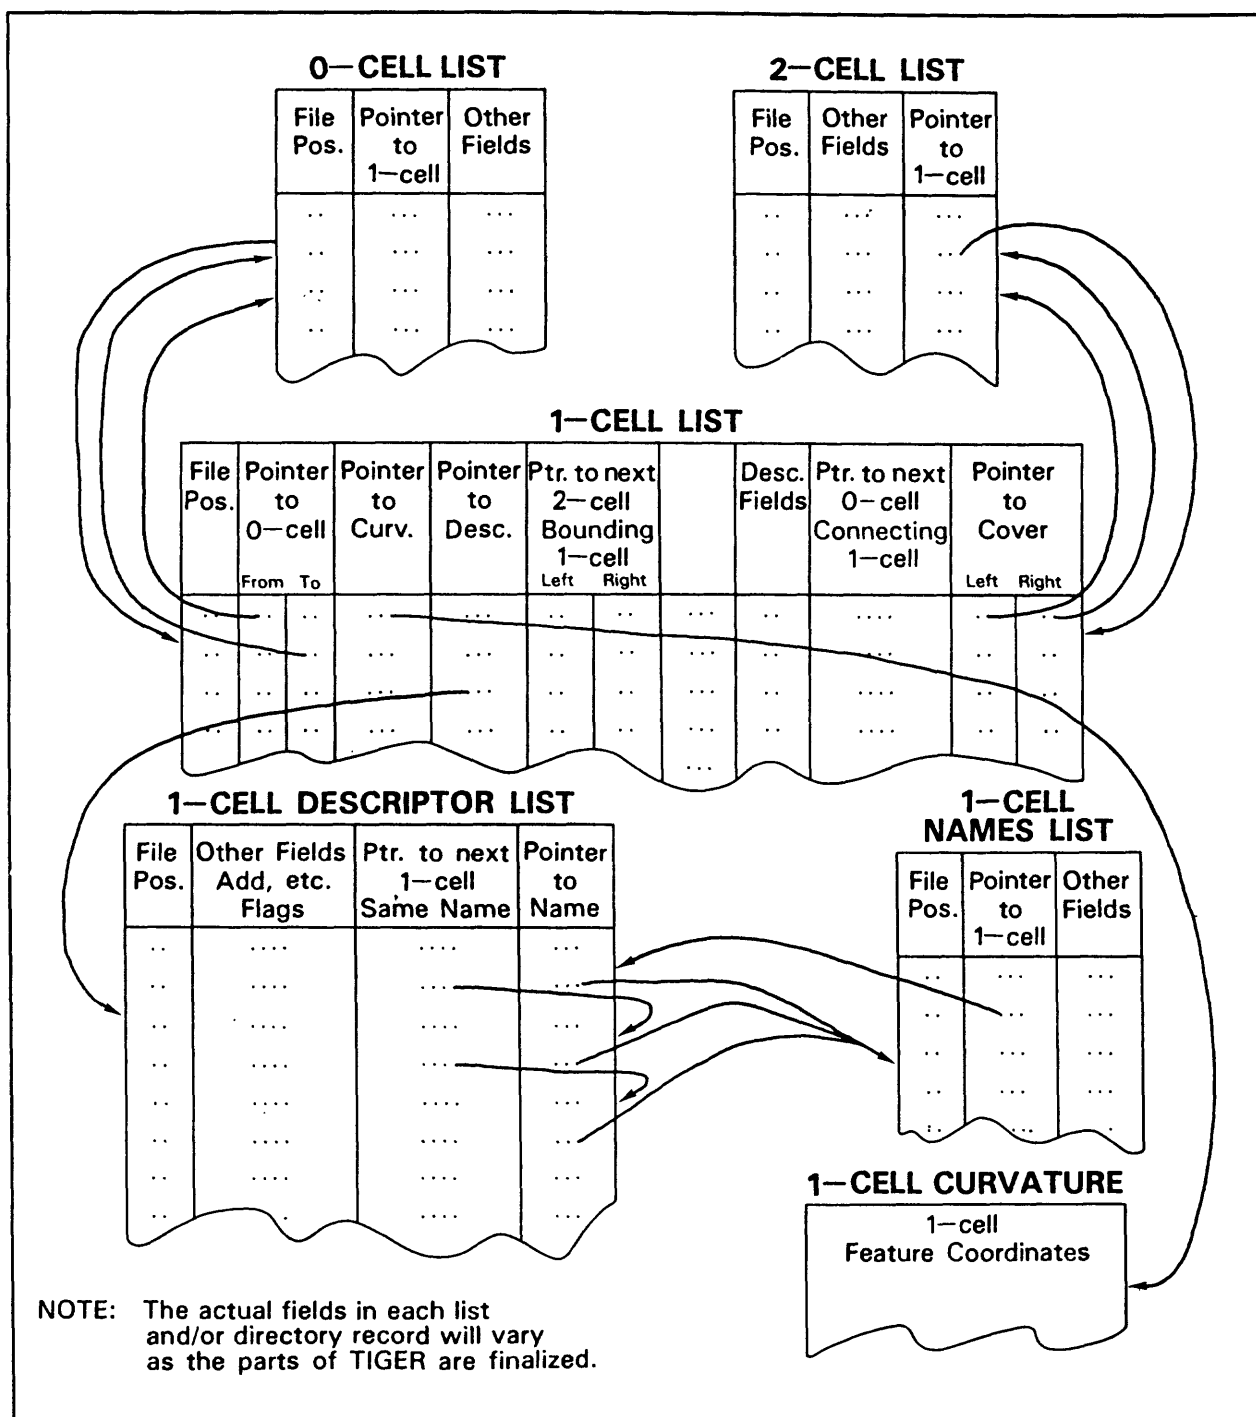 0—CELL LIST
File Pos.
Pointer to 1—cell
Other Fields
2—CELL LIST
File Pos.
Other Fields
Pointer to 1—cell
1—CELL LIST
File Pos.
Pointer to 0—cell
From To
Pointer to Curv.
Pointer to Desc.
Ptr. to next 2—cell Bounding 1—cell
Left Right
Desc. Fields
Ptr. to next 0—cell Connecting 1—cell
Pointer to Cover
Left Right
1—CELL DESCRIPTOR LIST
File Pos.
Other Fields Add, etc. Flags
Ptr. to next 1—cell Same Name
Pointer to Name
1—CELL
NAMES LIST
File Pos.
Pointer to 1—cell
Other Fields
1—CELL CURVATURE
1—cell
Feature Coordinates
NOTE: The actual fields in each list
and/or directory record will vary
as the parts of TIGER are finalized.